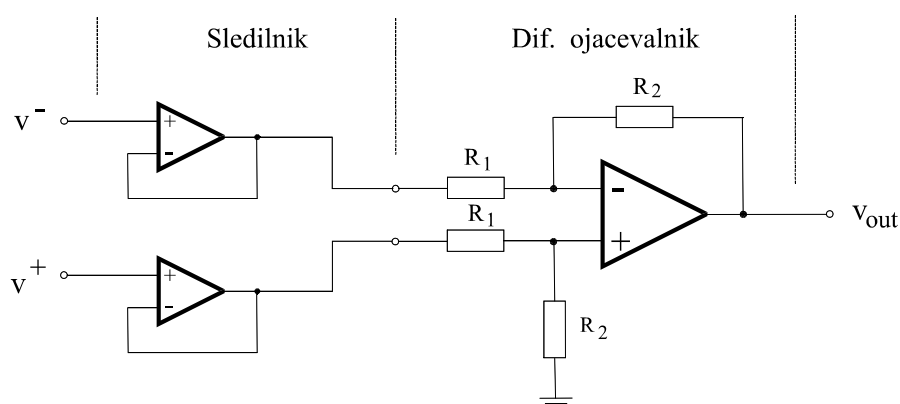 Sledilnik
Dif. ojacevalnik
R2
v-
+
-
R1
-
R1
+
vout
v+
+
-
R2